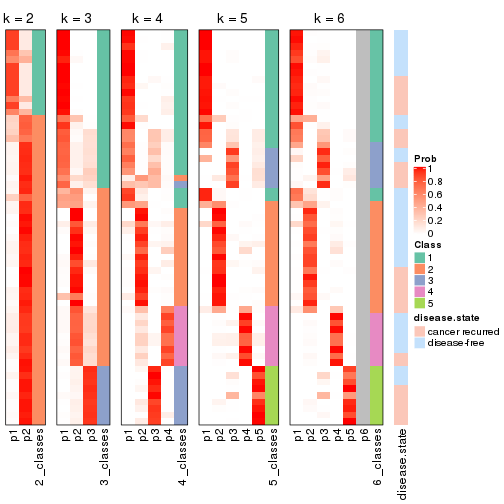 k = 2 k = 3 k = 4 k = 5 k = 6
Prob
1
0.8
0.6
0.4
0.2
0
Class
1
2
3
4
5
disease.state
cancer recurred
disease-free
p1 p2 2_classes p1 p2 p3 3_classes p1 p2 p3 p4 4_classes p1 p2 p3 p4 p5 5_classes p1 p2 p3 p4 p5 p6 6_classes disease.state